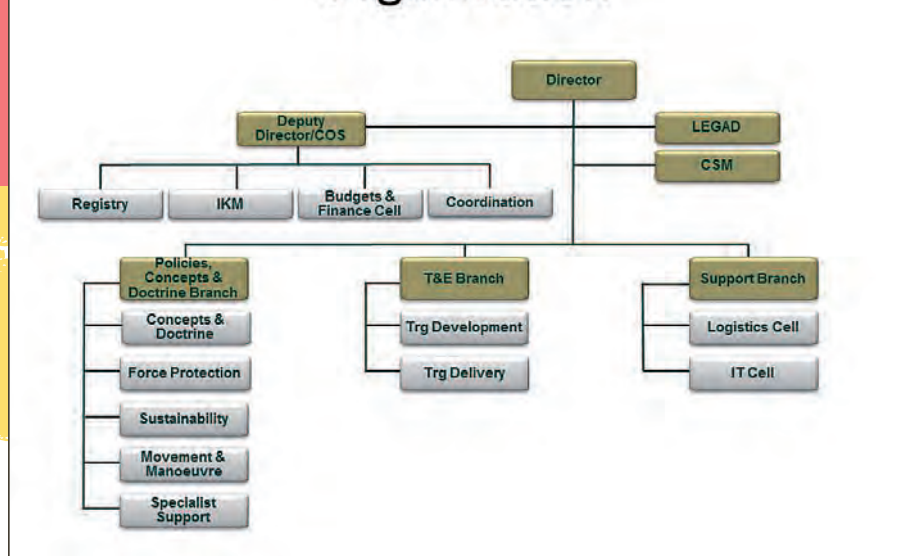 Director
Deputy
Director/COS
LEGAD
CSM
Registry
IKM
Budgets &
Finance Cell
Coordination
Policies,
Concepts &
Doctrine Branch
T&E Branch
Support Branch
Concepts &
Doctrine
Trg Development
Logistics Cell
Force Protection
Trg Delivery
IT Cell
Sustainability
Movement &
Manoeuvre
Specialist
Support